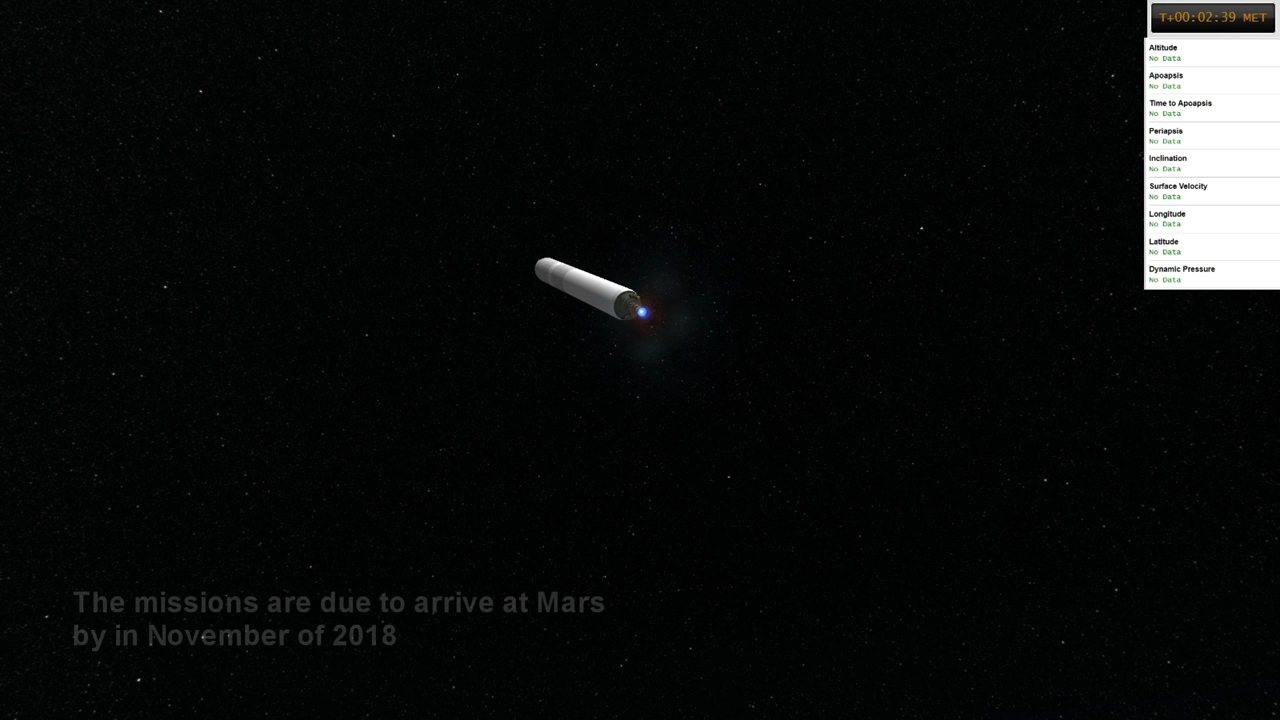 T+00:02:39 MET
Altitude
No Data
Apoapsis
No Data
Time to Apoapsis
No Data
Periapsis
No Data
Inclination
No Data
Surface Velocity
No Data
Longitude
No Data
Latitude
No Data
Dynamic Pressure
No Data
The missions are due to arrive at Mars
by in November of 2018